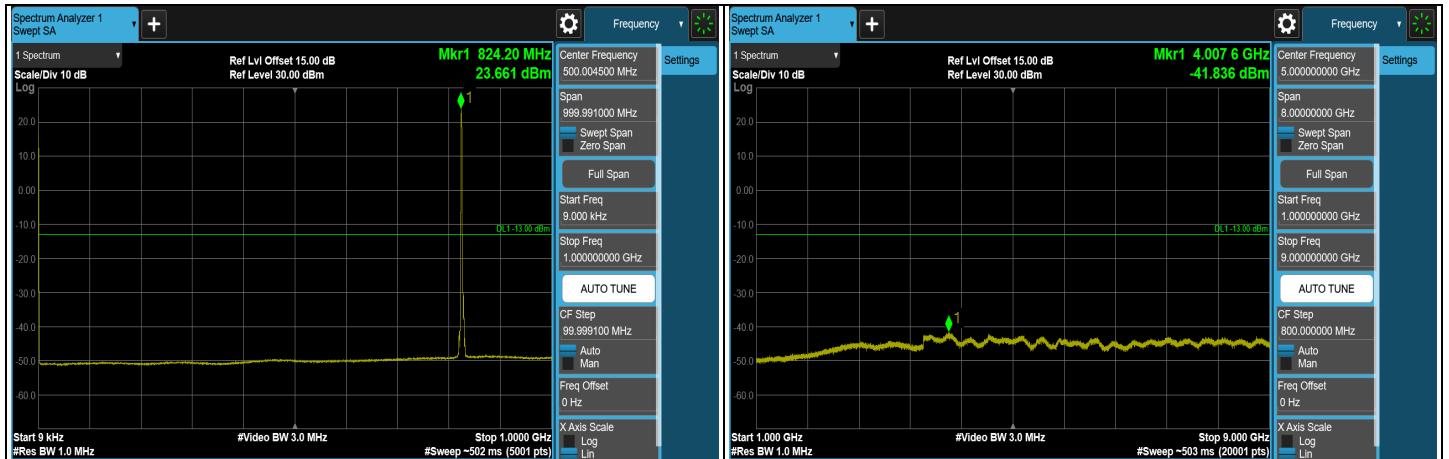 Spectrum Analyzer 1
Swept SA
+
Frequency
1 Spectrum
Ref Lvl Offset 15.00 dB
Mkr1 824.20 MHz
Scale/Div 10 dB
Ref Level 30.00 dBm
23.661 dBm
Log
1
20.0
10.0
0.00
-10.0
DL1 -13.00 dBm
-20.0
-30.0
-40.0
-50.0
-60.0
Start 9 kHz
#Video BW 3.0 MHz
Stop 1.0000 GHz
#Res BW 1.0 MHz
#Sweep ~502 ms (5001 pts)
Center Frequency
500.004500 MHz
Span
999.991000 MHz
Swept Span
Zero Span
Full Span
Start Freq
9.000 kHz
Stop Freq
1.000000000 GHz
AUTO TUNE
CF Step
99.999100 MHz
Auto
Man
Freq Offset
0 Hz
X Axis Scale
Log
Lin
Settings
Spectrum Analyzer 1
Swept SA
+
Frequency
1 Spectrum
Ref Lvl Offset 15.00 dB
Mkr1 4.007 6 GHz
Scale/Div 10 dB
Ref Level 30.00 dBm
-41.836 dBm
Log
20.0
10.0
0.00
-10.0
DL1 -13.00 dBm
-20.0
-30.0
1
-40.0
-50.0
-60.0
Start 1.000 GHz
#Video BW 3.0 MHz
Stop 9.000 GHz
#Res BW 1.0 MHz
#Sweep ~503 ms (20001 pts)
Center Frequency
5.000000000 GHz
Span
8.00000000 GHz
Swept Span
Zero Span
Full Span
Start Freq
1.000000000 GHz
Stop Freq
9.000000000 GHz
AUTO TUNE
CF Step
800.000000 MHz
Auto
Man
Freq Offset
0 Hz
X Axis Scale
Log
Lin
Settings